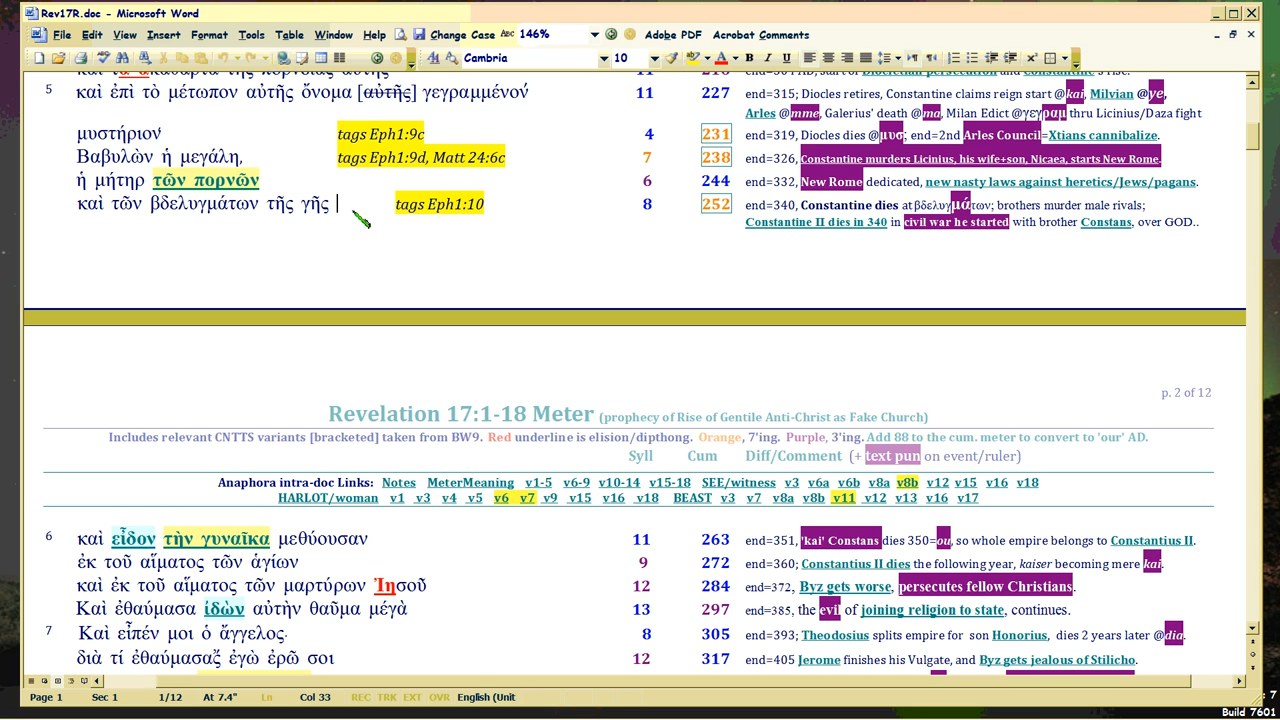 Rev17R.doc - Microsoft Word
File Edit View Insert Format Tools Table Window Help Change Case 146% Adobe PDF Acrobat Comments
Cambria 10 B I U
5 καὶ ἐπὶ τὸ μέτωπον αὐτῆς ὄνομα [αὐτῆς] γεγραμμένον 11 227 end=315; Diocles retires, Constantine claims reign start @kai, Milvian @ye,
Arles @mme, Galerius' death @ma, Milan Edict @γεγραμ thru Licinius/Daza fight
μυστήριον tags Eph1:9c 4 231 end=319, Diocles dies @μυσ; end=2nd Arles Council=Xtians cannibalize.
Βαβυλὼν ἡ μεγάλη, tags Eph1:9d, Matt 24:6c 7 238 end=326, Constantine murders Licinius, his wife+son, Nicaea, starts New Rome.
ἡ μήτηρ τῶν πορνῶν 6 244 end=332, New Rome dedicated, new nasty laws against heretics/Jews/pagans.
καὶ τῶν βδελυγμάτων τῆς γῆς tags Eph1:10 8 252 end=340, Constantine dies at βδελυγμάτων; brothers murder male rivals;
Constantine II dies in 340 in civil war he started with brother Constans, over GOD..
p. 2 of 12
Revelation 17:1-18 Meter (prophecy of Rise of Gentile Anti-Christ as Fake Church)
Includes relevant CNTTS variants [bracketed] taken from BW9. Red underline is elision/dipthong. Orange, 7'ing. Purple, 3'ing. Add 88 to the cum. meter to convert to 'our' AD.
Syll Cum Diff/Comment (+ text pun on event/ruler)
Anaphora intra-doc Links: Notes MeterMeaning v1-5 v6-9 v10-14 v15-18 SEE/witness v3 v6a v6b v8a v8b v12 v15 v16 v18
HARLOT/woman v1 v3 v4 v5 v6 v7 v9 v15 v16 v18 BEAST v3 v7 v8a v8b v11 v12 v13 v16 v17
6 καὶ εἶδον τὴν γυναῖκα μεθύουσαν 11 263 end=351, 'kai' Constans dies 350=ou, so whole empire belongs to Constantius II.
ἐκ τοῦ αἵματος τῶν ἁγίων 9 272 end=360; Constantius II dies the following year, kaiser becoming mere kai.
καὶ ἐκ τοῦ αἵματος τῶν μαρτύρων Ἰησοῦ 12 284 end=372, Byz gets worse, persecutes fellow Christians.
Καὶ ἐθαύμασα ἰδὼν αὐτὴν θαῦμα μέγα 13 297 end=385, the evil of joining religion to state, continues.
7 Καὶ εἶπέν μοι ὁ ἄγγελος· 8 305 end=393; Theodosius splits empire for son Honorius, dies 2 years later @dia.
διὰ τί ἐθαύμασας ἐγὼ ἐρῶ σοι 12 317 end=405 Jerome finishes his Vulgate, and Byz gets jealous of Stilicho.
Page 1 Sec 1 1/12 At 7.4" Ln Col 33 REC TRK EXT OVR English (Unit
Build 7601